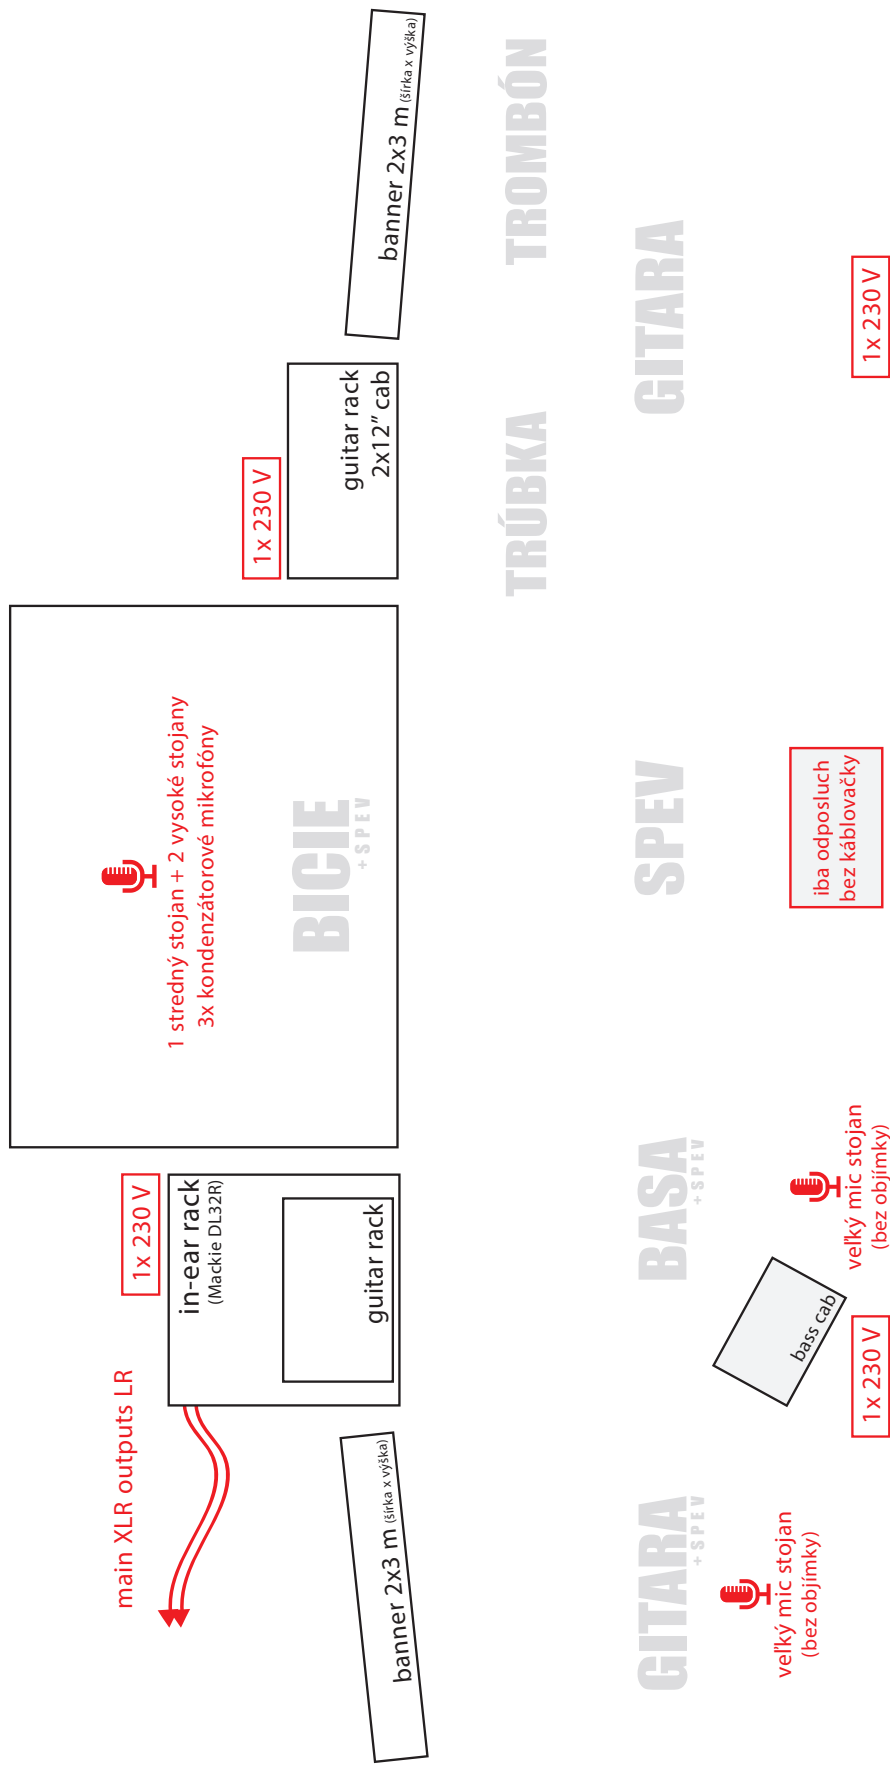 main XLR outputs LR
1x 230 V
1 stredný stojan + 2 vysoké stojany
3x kondenzátorové mikrofóny
1x 230 V
in-ear rack
(Mackie DL32R)
guitar rack
BICIE
+ SPEV
guitar rack
2x12” cab
banner 2x3 m (šírka x výška)
banner 2x3 m (šírka x výška)
TRÚBKA
TROMBÓN
GITARA
+ SPEV
BASA
+ SPEV
SPEV
GITARA
veľký mic stojan
(bez objímky)
bass cab
1x 230 V
veľký mic stojan
(bez objímky)
iba odposluch
bez káblovačky
1x 230 V